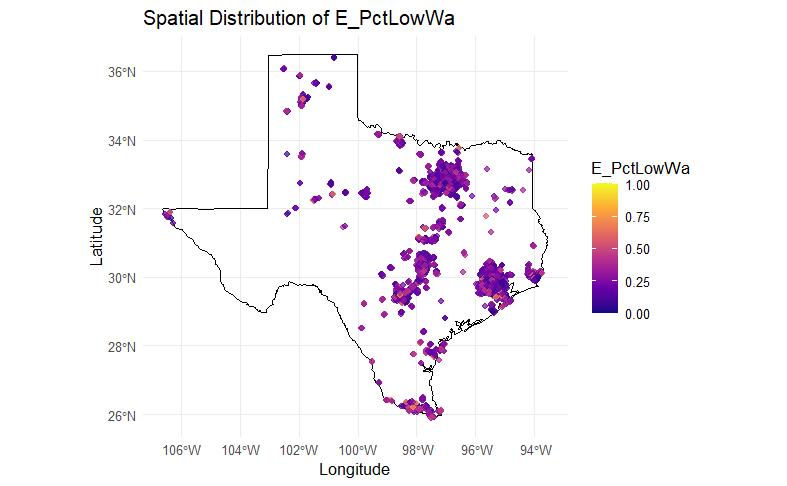 Spatial Distribution of E_PctLowWa
36°N
34°N
32°N
30°N
28°N
26°N
Latitude
106°W 104°W 102°W 100°W 98°W 96°W 94°W
Longitude
E_PctLowWa
1.00
0.75
0.50
0.25
0.00